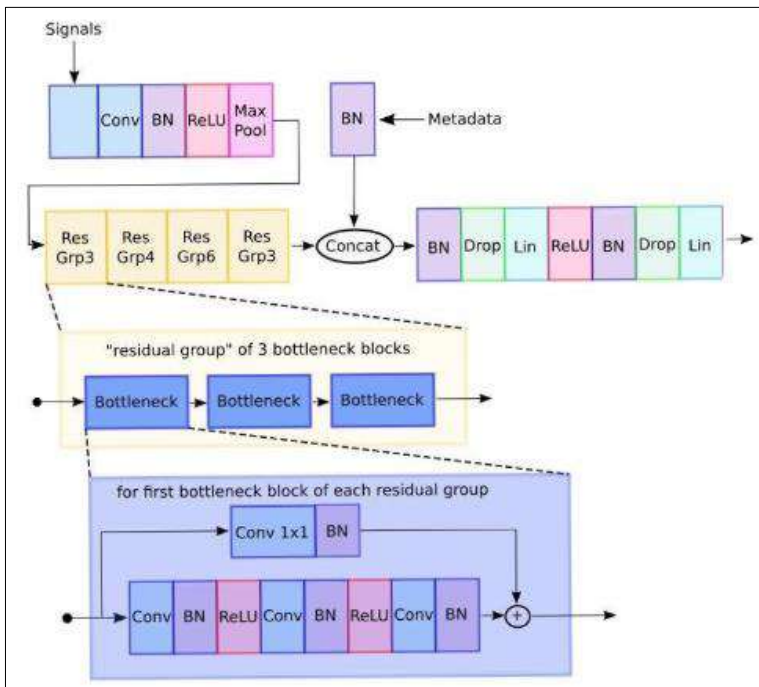 Signals
Conv BN ReLU Max Pool
BN
Metadata
Res Grp3 Res Grp4 Res Grp6 Res Grp3
Concat
BN Drop Lin ReLU BN Drop Lin
"residual group" of 3 bottleneck blocks
Bottleneck Bottleneck Bottleneck
for first bottleneck block of each residual group
Conv 1x1 BN
Conv BN ReLU Conv BN ReLU Conv BN
+